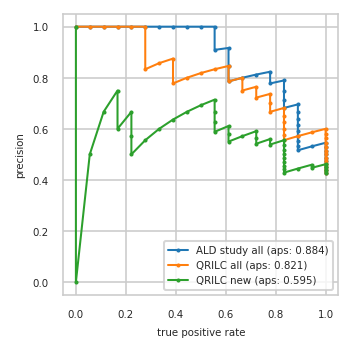 1.0
0.8
0.6
0.4
0.2
0.0
precision
0.0 0.2 0.4 0.6 0.8 1.0
true positive rate
ALD study all (aps: 0.884)
QRILC all (aps: 0.821)
QRILC new (aps: 0.595)